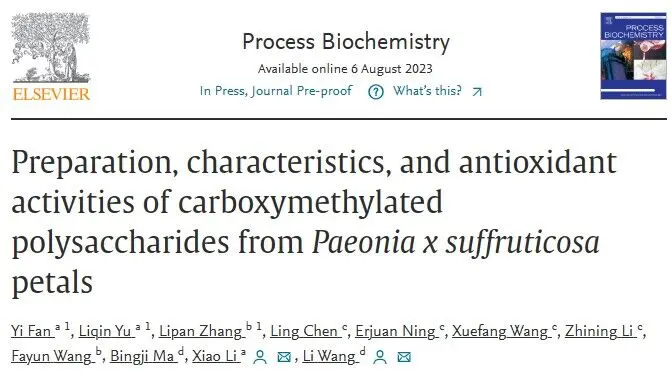 Process Biochemistry
Available online 6 August 2023
In Press, Journal Pre-proof ? What's this? ↗
ELSEVIER
PROCESS
BIOCHEMISTRY
Preparation, characteristics, and antioxidant
activities of carboxymethylated
polysaccharides from Paeonia x suffruticosa
petals
Yi Fan a 1, Liqin Yu a 1, Lipan Zhang b 1, Ling Chen c, Erjuan Ning c, Xuefang Wang c, Zhining Li c,
Fayun Wang b, Bingji Ma d, Xiao Li a, Li Wang d